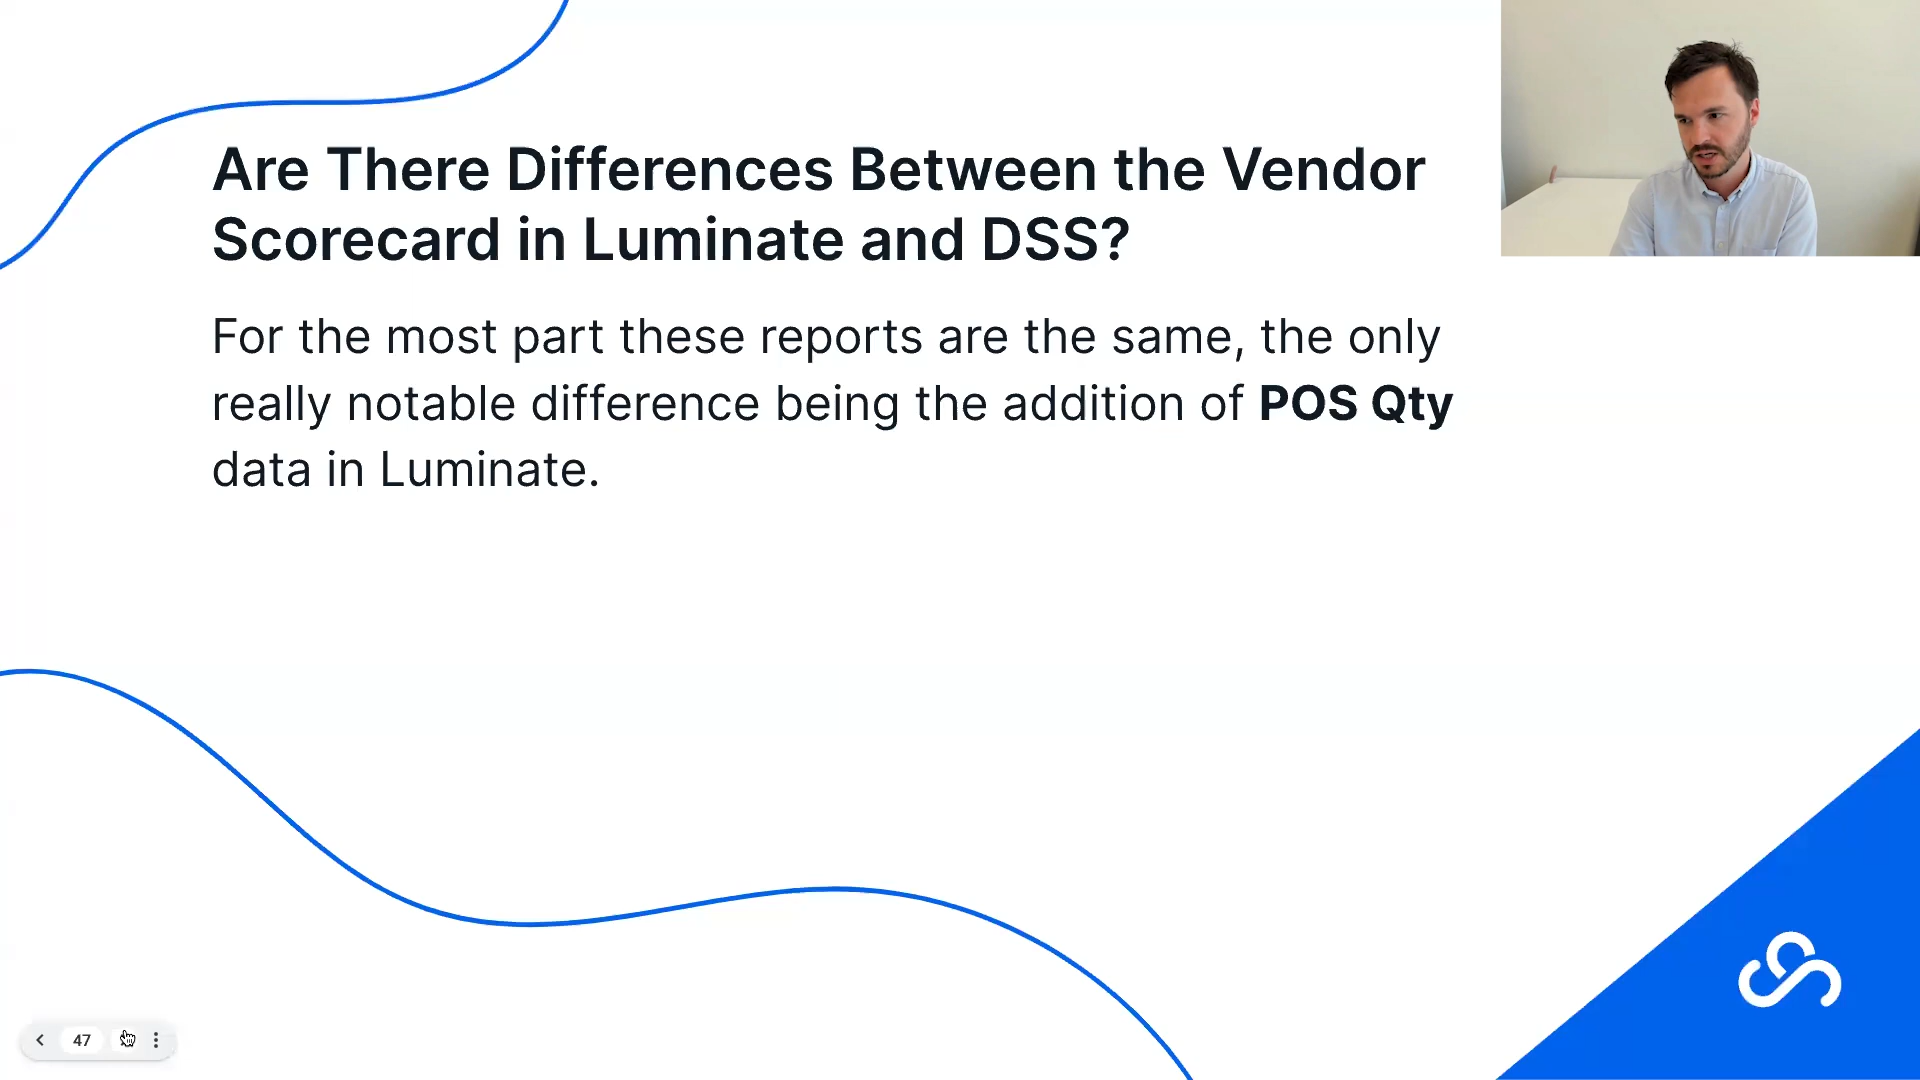 Are There Differences Between the Vendor
Scorecard in Luminate and DSS?
For the most part these reports are the same, the only
really notable difference being the addition of POS Qty
data in Luminate.
47